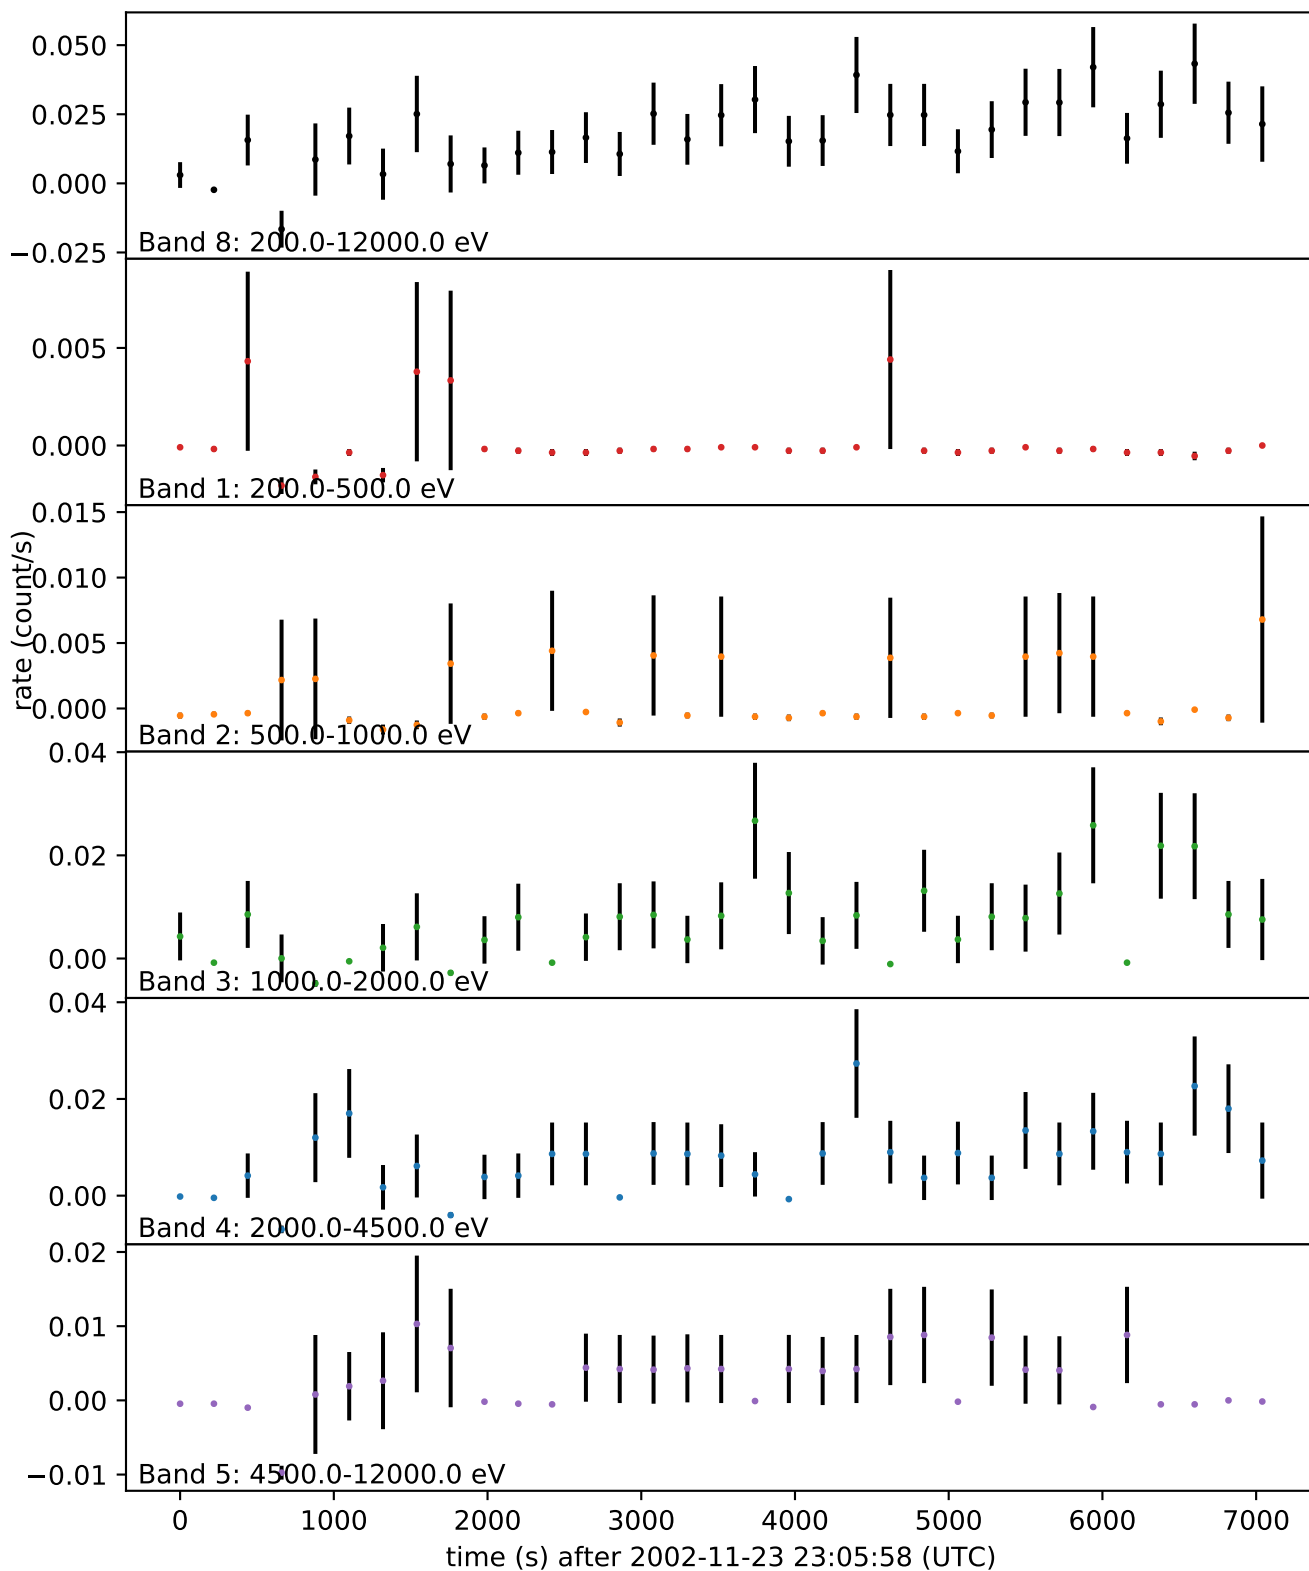 0.050
0.025
0.000
−0.025
Band 8: 200.0-12000.0 eV
0.005
0.000
Band 1: 200.0-500.0 eV
rate (count/s)
0.015
0.010
0.005
0.000
Band 2: 500.0-1000.0 eV
0.04
0.02
0.00
Band 3: 1000.0-2000.0 eV
0.04
0.02
0.00
Band 4: 2000.0-4500.0 eV
0.02
0.01
0.00
−0.01
Band 5: 4500.0-12000.0 eV
0 1000 2000 3000 4000 5000 6000 7000
time (s) after 2002-11-23 23:05:58 (UTC)